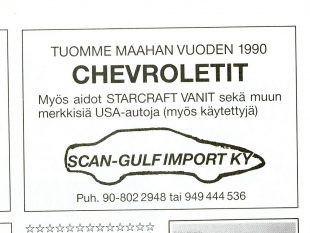 TUOMME MAAHAN VUODEN 1990
CHEVROLETIT
Myös aidot STARCRAFT VANIT sekä muun
merkkisiä USA-autoja (myös käytettyjä)
SCAN-GULF IMPORT KY
Puh. 90-802 2948 tai 949 444 536